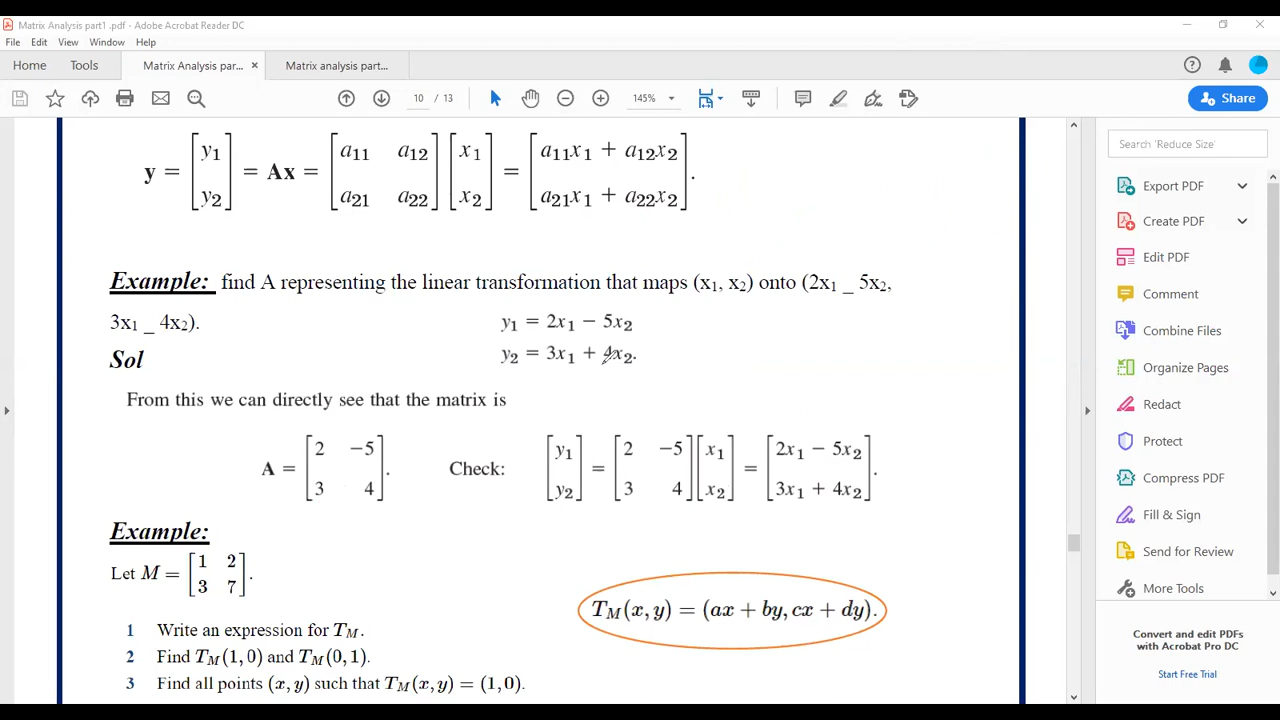 Matrix Analysis part1 .pdf - Adobe Acrobat Reader DC
File Edit View Window Help
Home Tools Matrix Analysis par... × Matrix analysis part...
10 / 13 145% Share
y = [y1 y2] = Ax = [a11 a12 a21 a22] [x1 x2] = [a11x1 + a12x2 a21x1 + a22x2].
Example: find A representing the linear transformation that maps (x1, x2) onto (2x1 _ 5x2,
3x1 _ 4x2).
y1 = 2x1 − 5x2
Sol
y2 = 3x1 + 4x2.
From this we can directly see that the matrix is
A = [2 −5 3 4]. Check: [y1 y2] = [2 −5 3 4] [x1 x2] = [2x1 − 5x2 3x1 + 4x2].
Example:
Let M = [1 2 3 7].
TM(x, y) = (ax + by, cx + dy).
1 Write an expression for TM.
2 Find TM(1, 0) and TM(0, 1).
3 Find all points (x, y) such that TM(x, y) = (1, 0).
Search 'Reduce Size'
Export PDF
Create PDF
Edit PDF
Comment
Combine Files
Organize Pages
Redact
Protect
Compress PDF
Fill & Sign
Send for Review
More Tools
Convert and edit PDFs
with Acrobat Pro DC
Start Free Trial